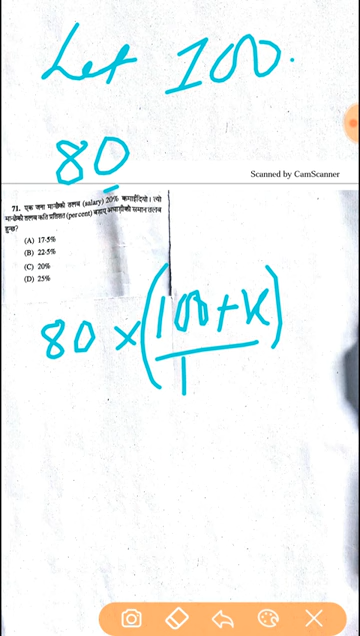 Let 100.
80
Scanned by CamScanner
71. एक जना मान्छेको तलब (salary) 20% कमाईदियो। त्यो
मान्छेको तलब कति प्रतिशत (per cent) बढाए अघाड़ीको समान तलब
हुन्छ?
(A) 17·5%
(B) 22·5%
(C) 20%
(D) 25%
80 × (100+x)
1